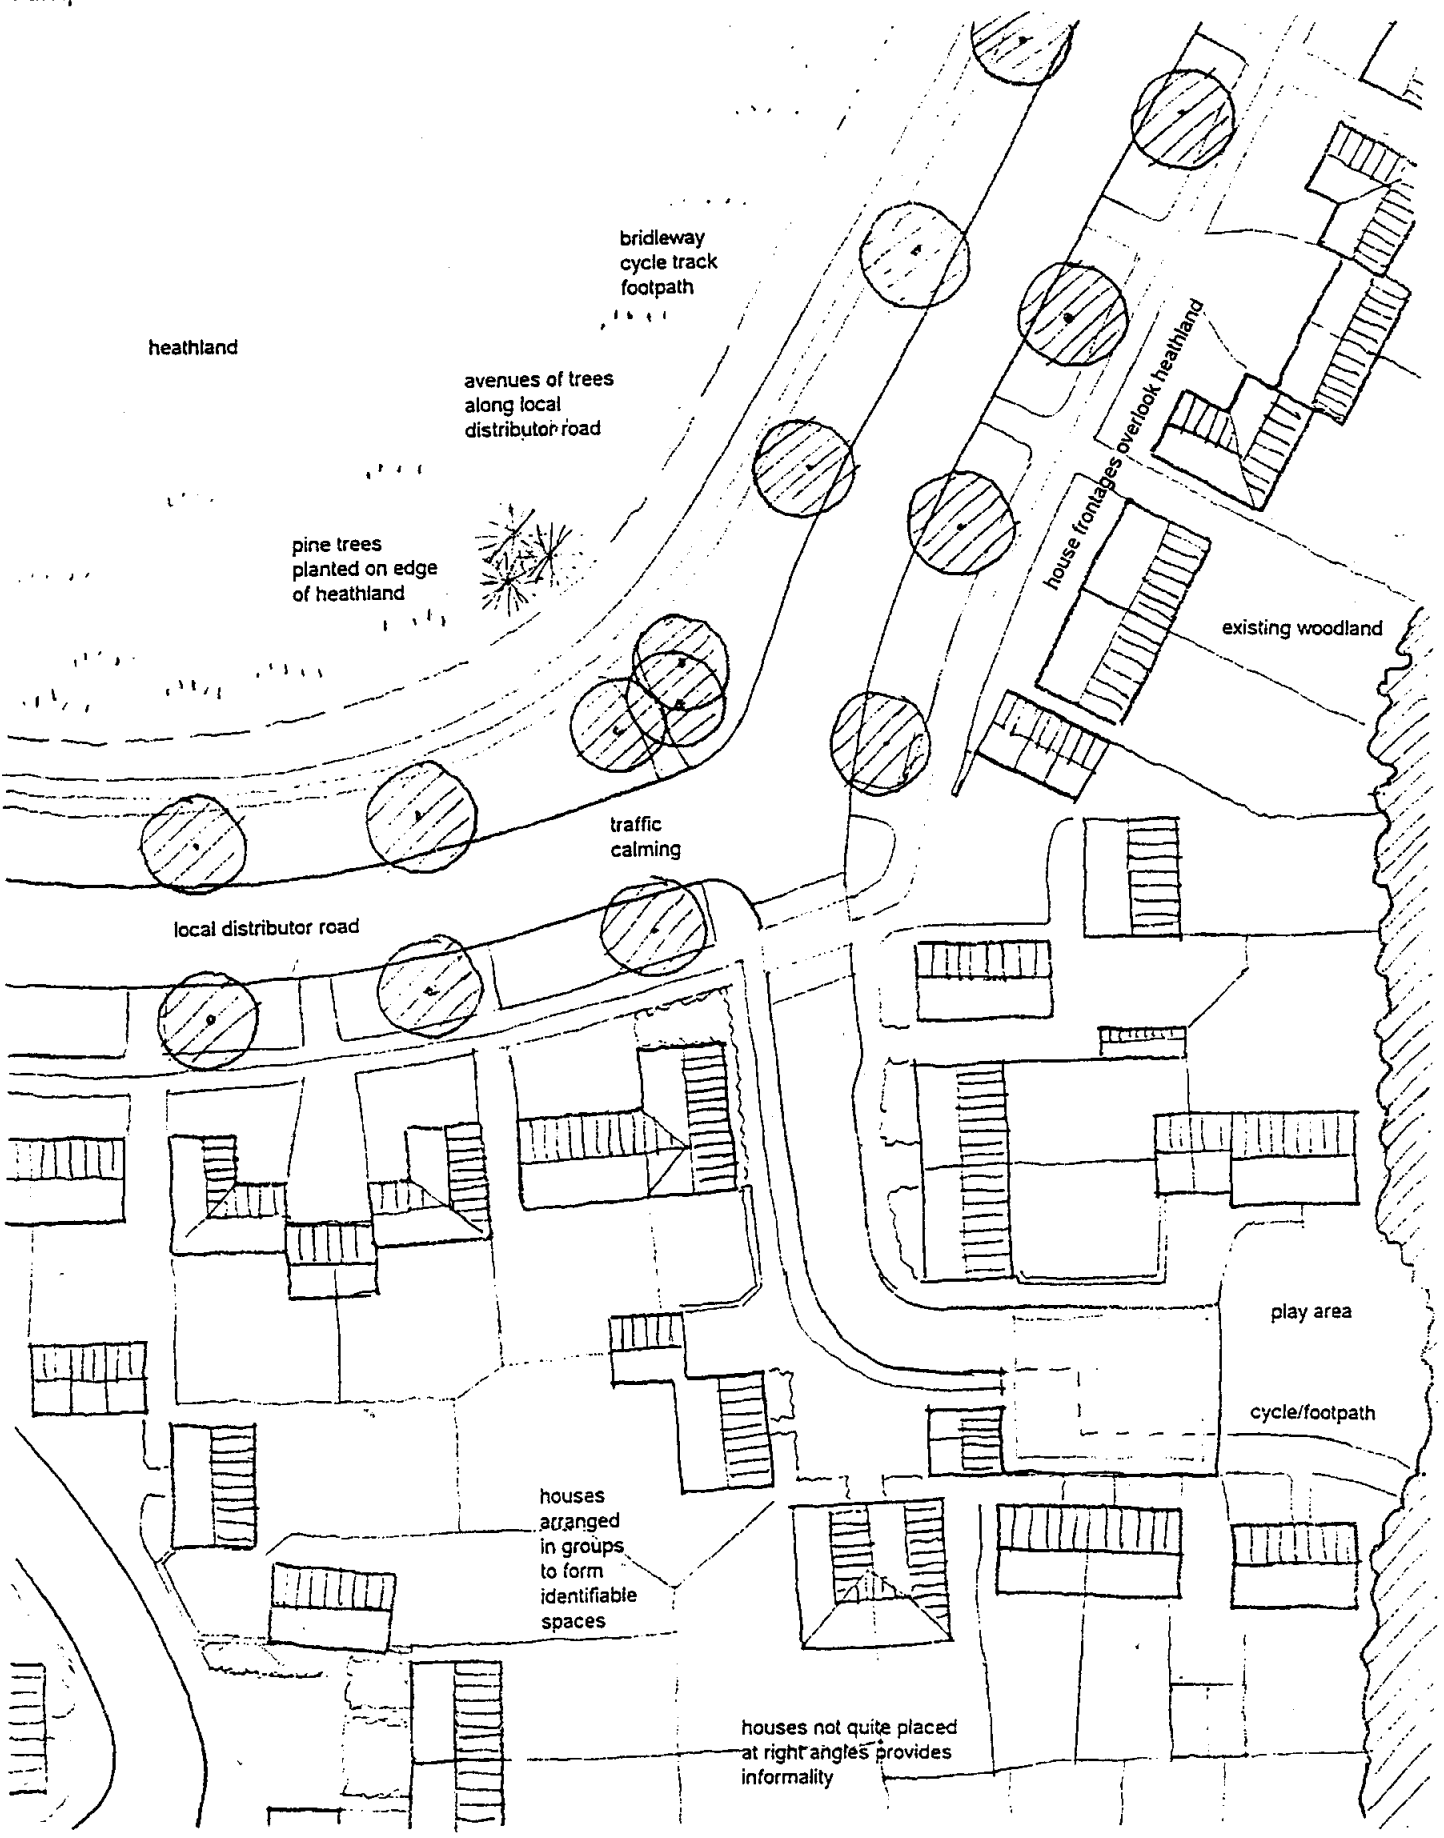 bridleway
cycle track
footpath
heathland
avenues of trees
along local
distributor road
house frontages overlook heathland
pine trees
planted on edge
of heathland
existing woodland
traffic
calming
local distributor road
play area
cycle/footpath
houses
arranged
in groups
to form
identifiable
spaces
houses not quite placed
at right angles provides
informality